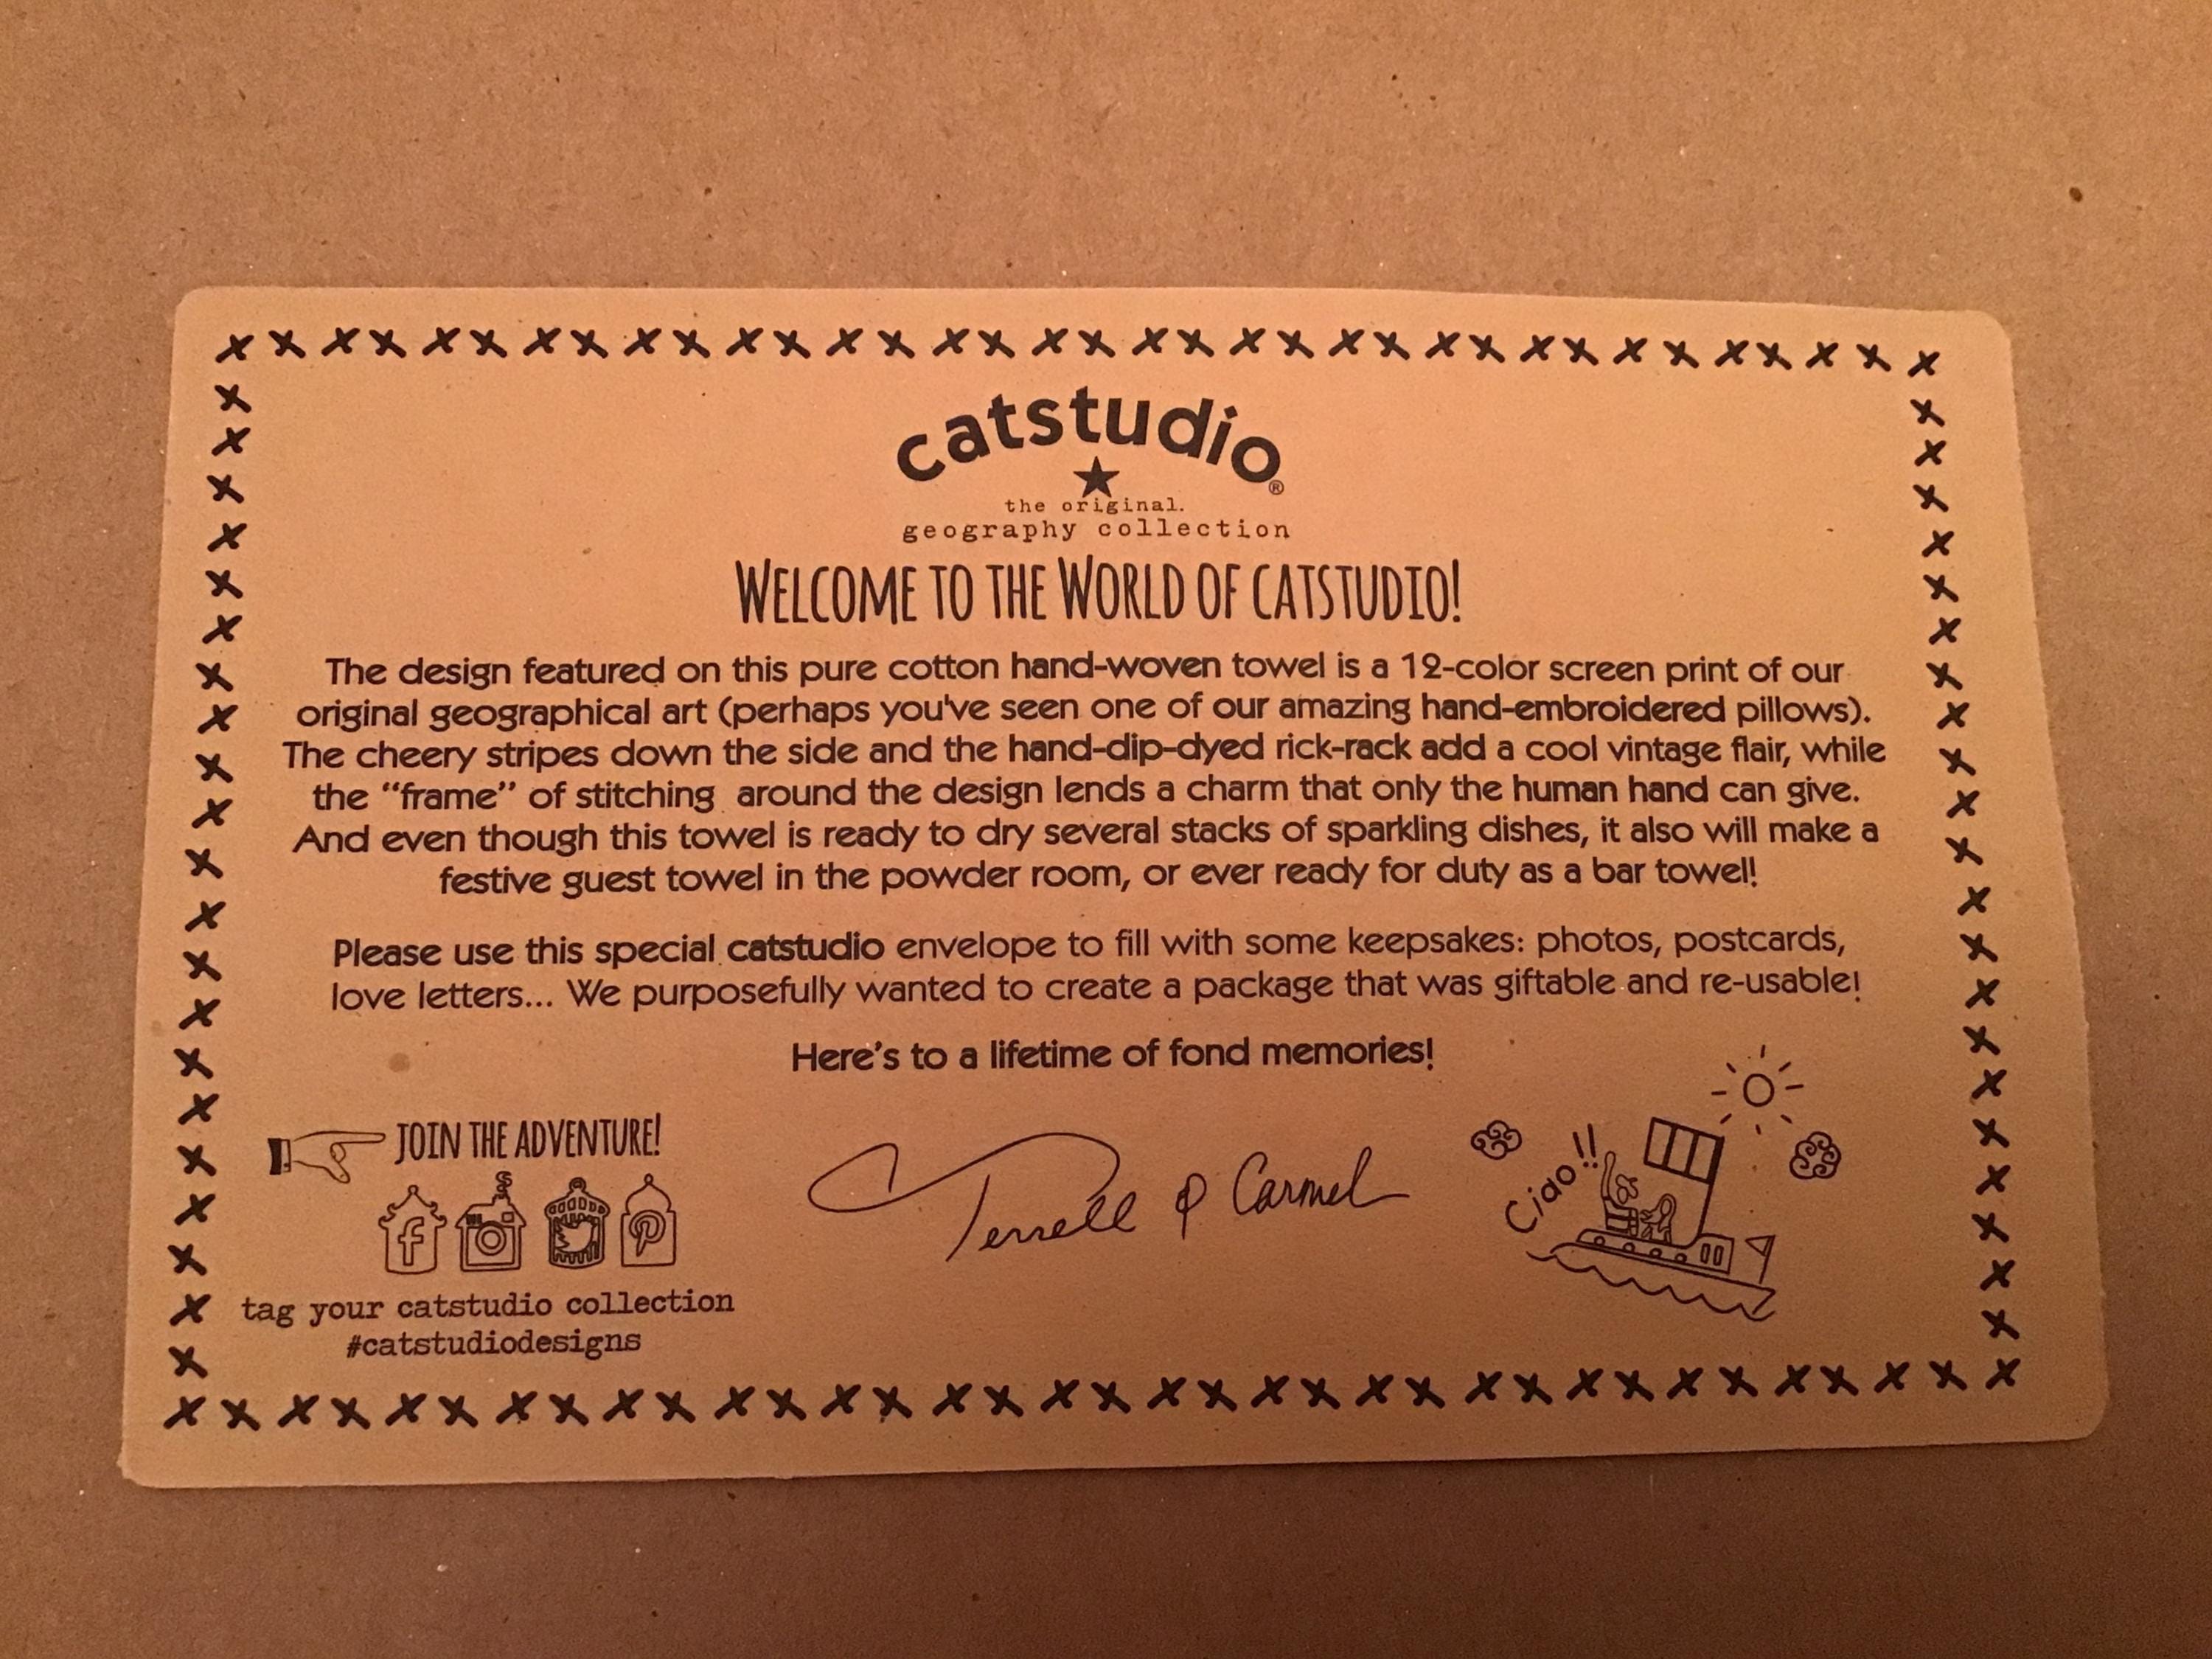 catstudio®
the original.
geography collection
WELCOME TO THE WORLD OF CATSTUDIO!
The design featured on this pure cotton hand-woven towel is a 12-color screen print of our
original geographical art (perhaps you've seen one of our amazing hand-embroidered pillows).
The cheery stripes down the side and the hand-dip-dyed rick-rack add a cool vintage flair, while
the “frame” of stitching around the design lends a charm that only the human hand can give.
And even though this towel is ready to dry several stacks of sparkling dishes, it also will make a
festive guest towel in the powder room, or ever ready for duty as a bar towel!
Please use this special catstudio envelope to fill with some keepsakes: photos, postcards,
love letters... We purposefully wanted to create a package that was giftable and re-usable!
Here's to a lifetime of fond memories!
JOIN THE ADVENTURE!
tag your catstudio collection
#catstudiodesigns
Terrell & Carmel
Ciao!!